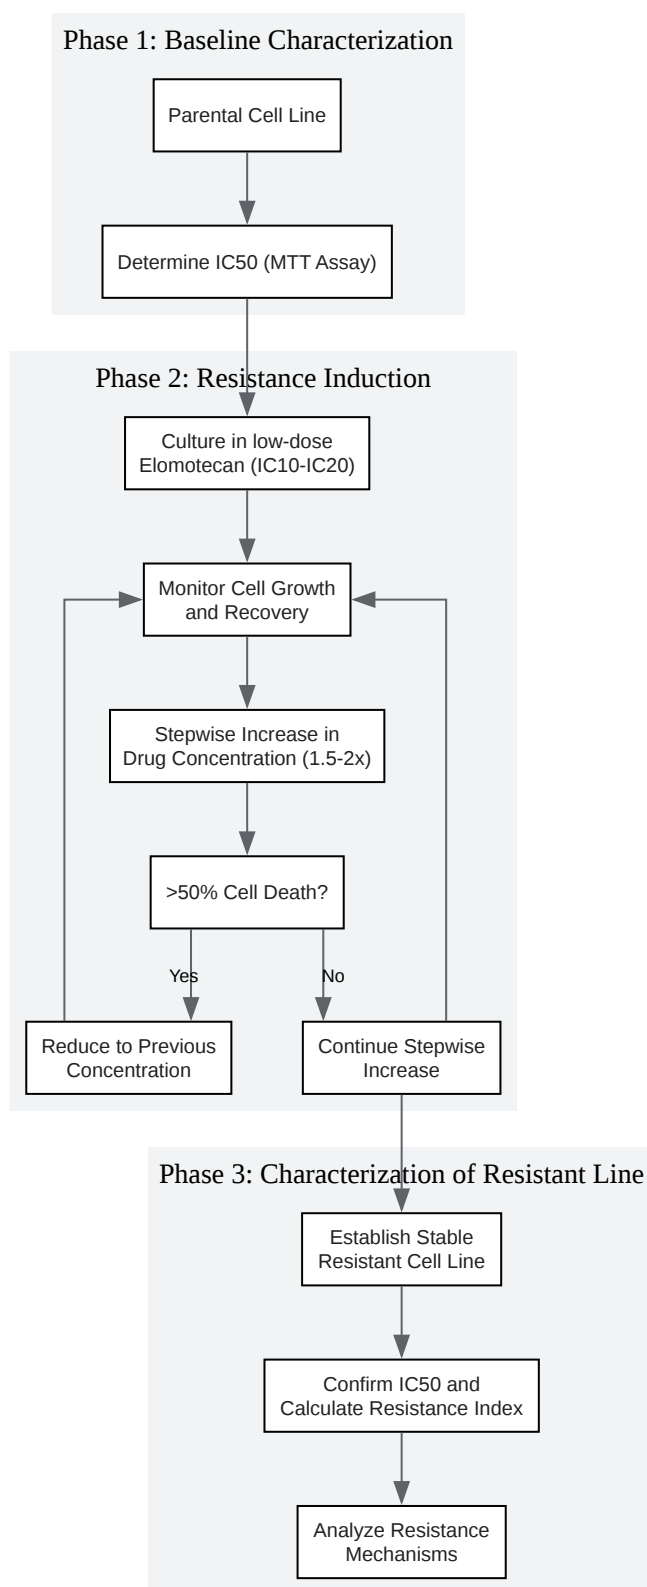 Phase 1: Baseline Characterization
Parental Cell Line
Determine IC50 (MTT Assay)
Phase 2: Resistance Induction
Culture in low-dose
Elomotecan (IC10-IC20)
Monitor Cell Growth
and Recovery
Stepwise Increase in
Drug Concentration (1.5-2x)
>50% Cell Death?
Yes
No
Reduce to Previous
Concentration
Continue Stepwise
Increase
Phase 3: Characterization of Resistant Line
Establish Stable
Resistant Cell Line
Confirm IC50 and
Calculate Resistance Index
Analyze Resistance
Mechanisms